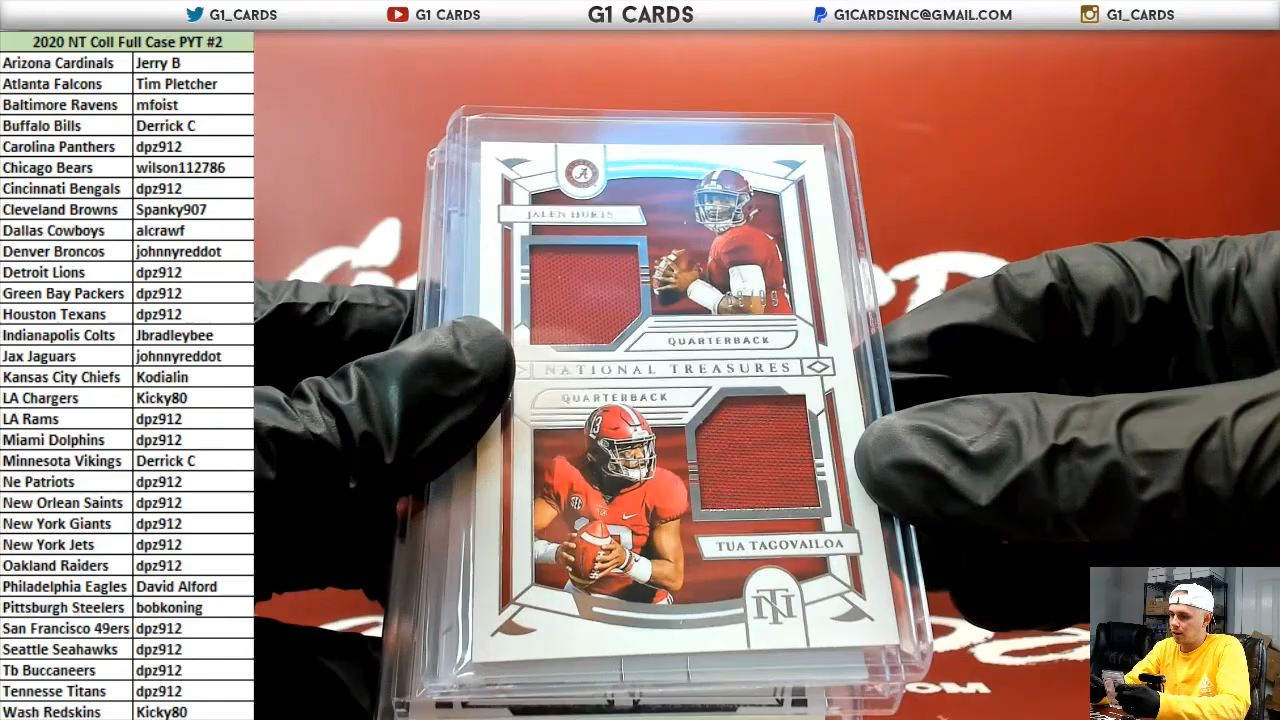 G1_CARDS
G1 CARDS
G1 CARDS
G1CARDSINC@GMAIL.COM
G1_CARDS
2020 NT Coll Full Case PYT #2
Arizona Cardinals Jerry B
Atlanta Falcons Tim Pletcher
Baltimore Ravens mfoist
Buffalo Bills Derrick C
Carolina Panthers dpz912
Chicago Bears wilson112786
Cincinnati Bengals dpz912
Cleveland Browns Spanky907
Dallas Cowboys alcrawf
Denver Broncos johnnyreddot
Detroit Lions dpz912
Green Bay Packers dpz912
Houston Texans dpz912
Indianapolis Colts Jbradleybee
Jax Jaguars johnnyreddot
Kansas City Chiefs Kodialin
LA Chargers Kicky80
LA Rams dpz912
Miami Dolphins dpz912
Minnesota Vikings Derrick C
Ne Patriots dpz912
New Orlean Saints dpz912
New York Giants dpz912
New York Jets dpz912
Oakland Raiders dpz912
Philadelphia Eagles David Alford
Pittsburgh Steelers bobkoning
San Francisco 49ers dpz912
Seattle Seahawks dpz912
Tb Buccaneers dpz912
Tennesse Titans dpz912
Wash Redskins Kicky80
A
JALEN HURTS
QUARTERBACK
NATIONAL TREASURES
QUARTERBACK
13
SEC
TUA TAGOVAILOA
NT
.COM